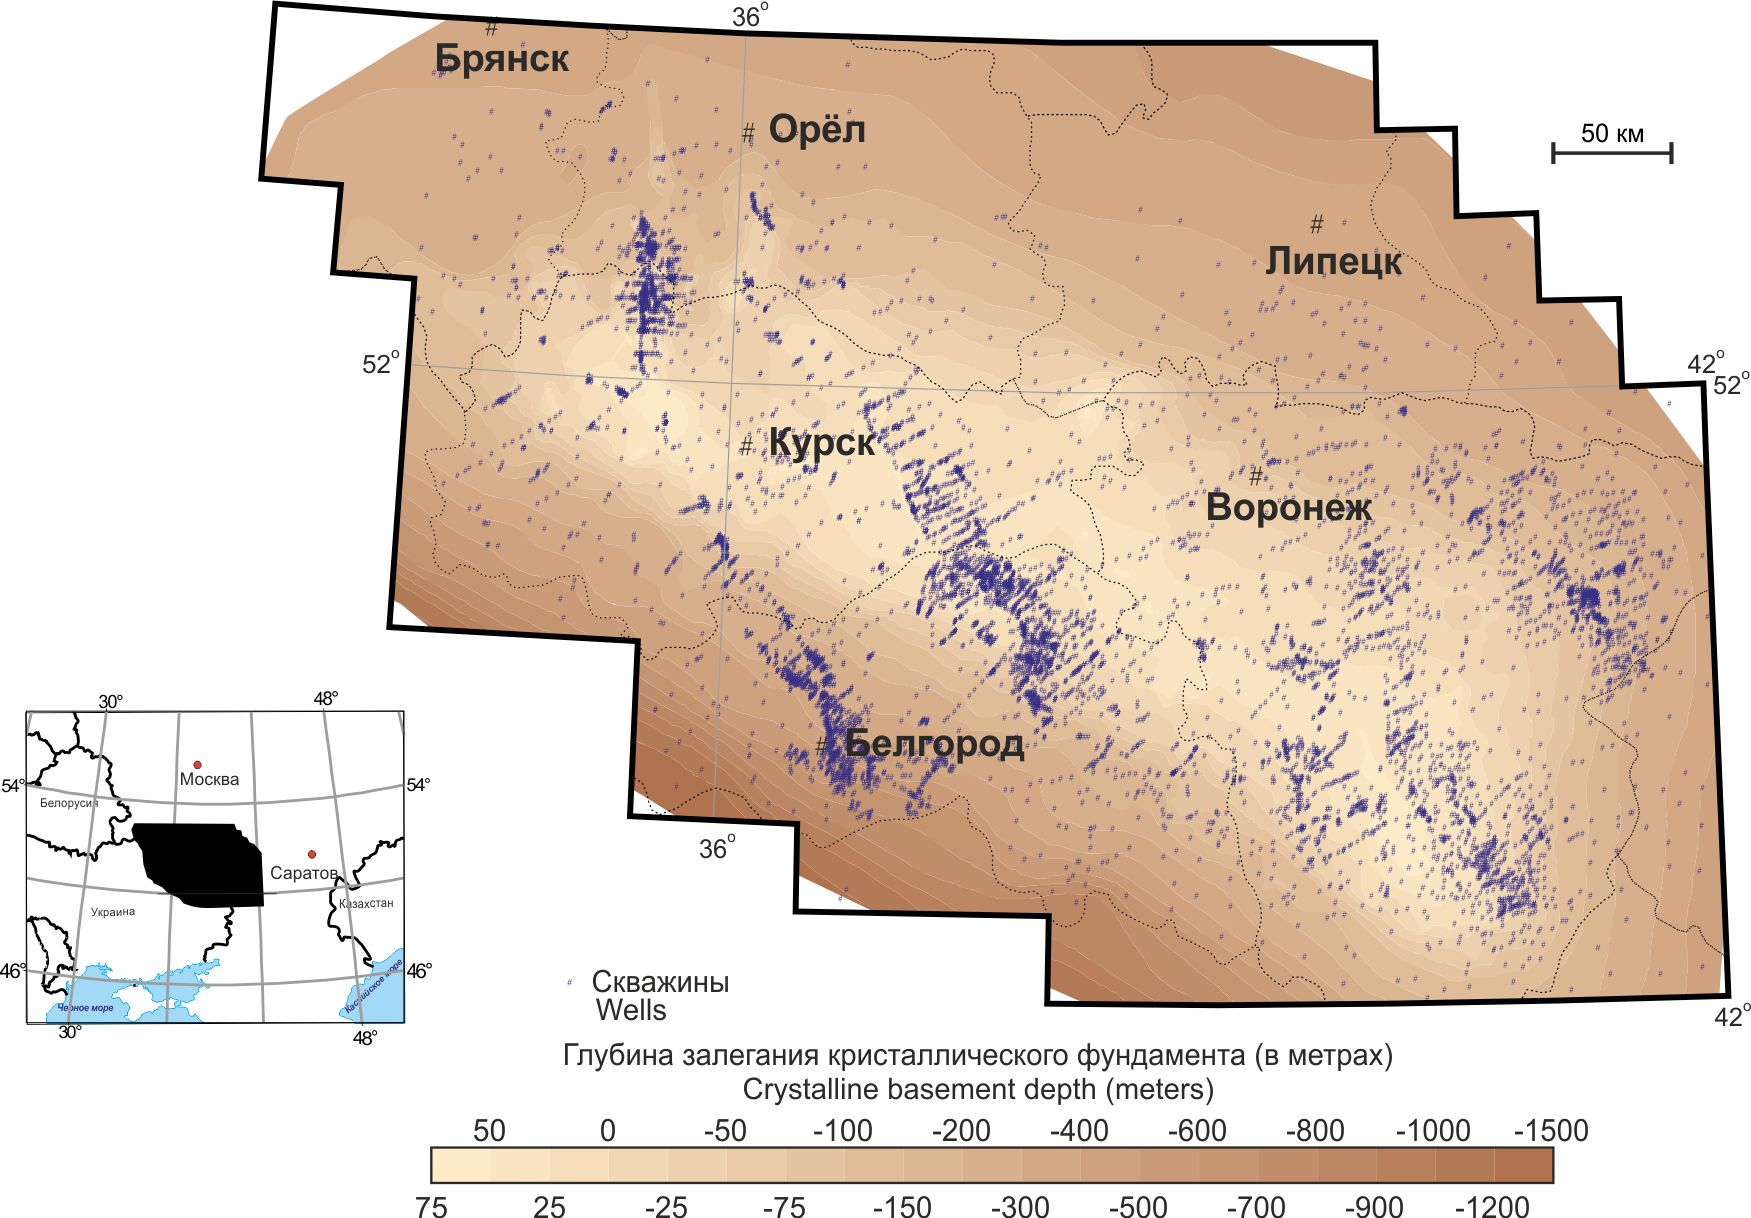 36°
Брянск
Орёл
50 км
Липецк
52°
42°
52°
Курск
Воронеж
Белгород
36°
42°
30°
48°
Москва
54°
54°
Белорусия
Саратов
Украина
Казахстан
46°
46°
Черное море
Каспийское море
30°
48°
# Скважины
Wells
Глубина залегания кристаллического фундамента (в метрах)
Crystalline basement depth (meters)
50 0 -50 -100 -200 -400 -600 -800 -1000 -1500
75 25 -25 -75 -150 -300 -500 -700 -900 -1200